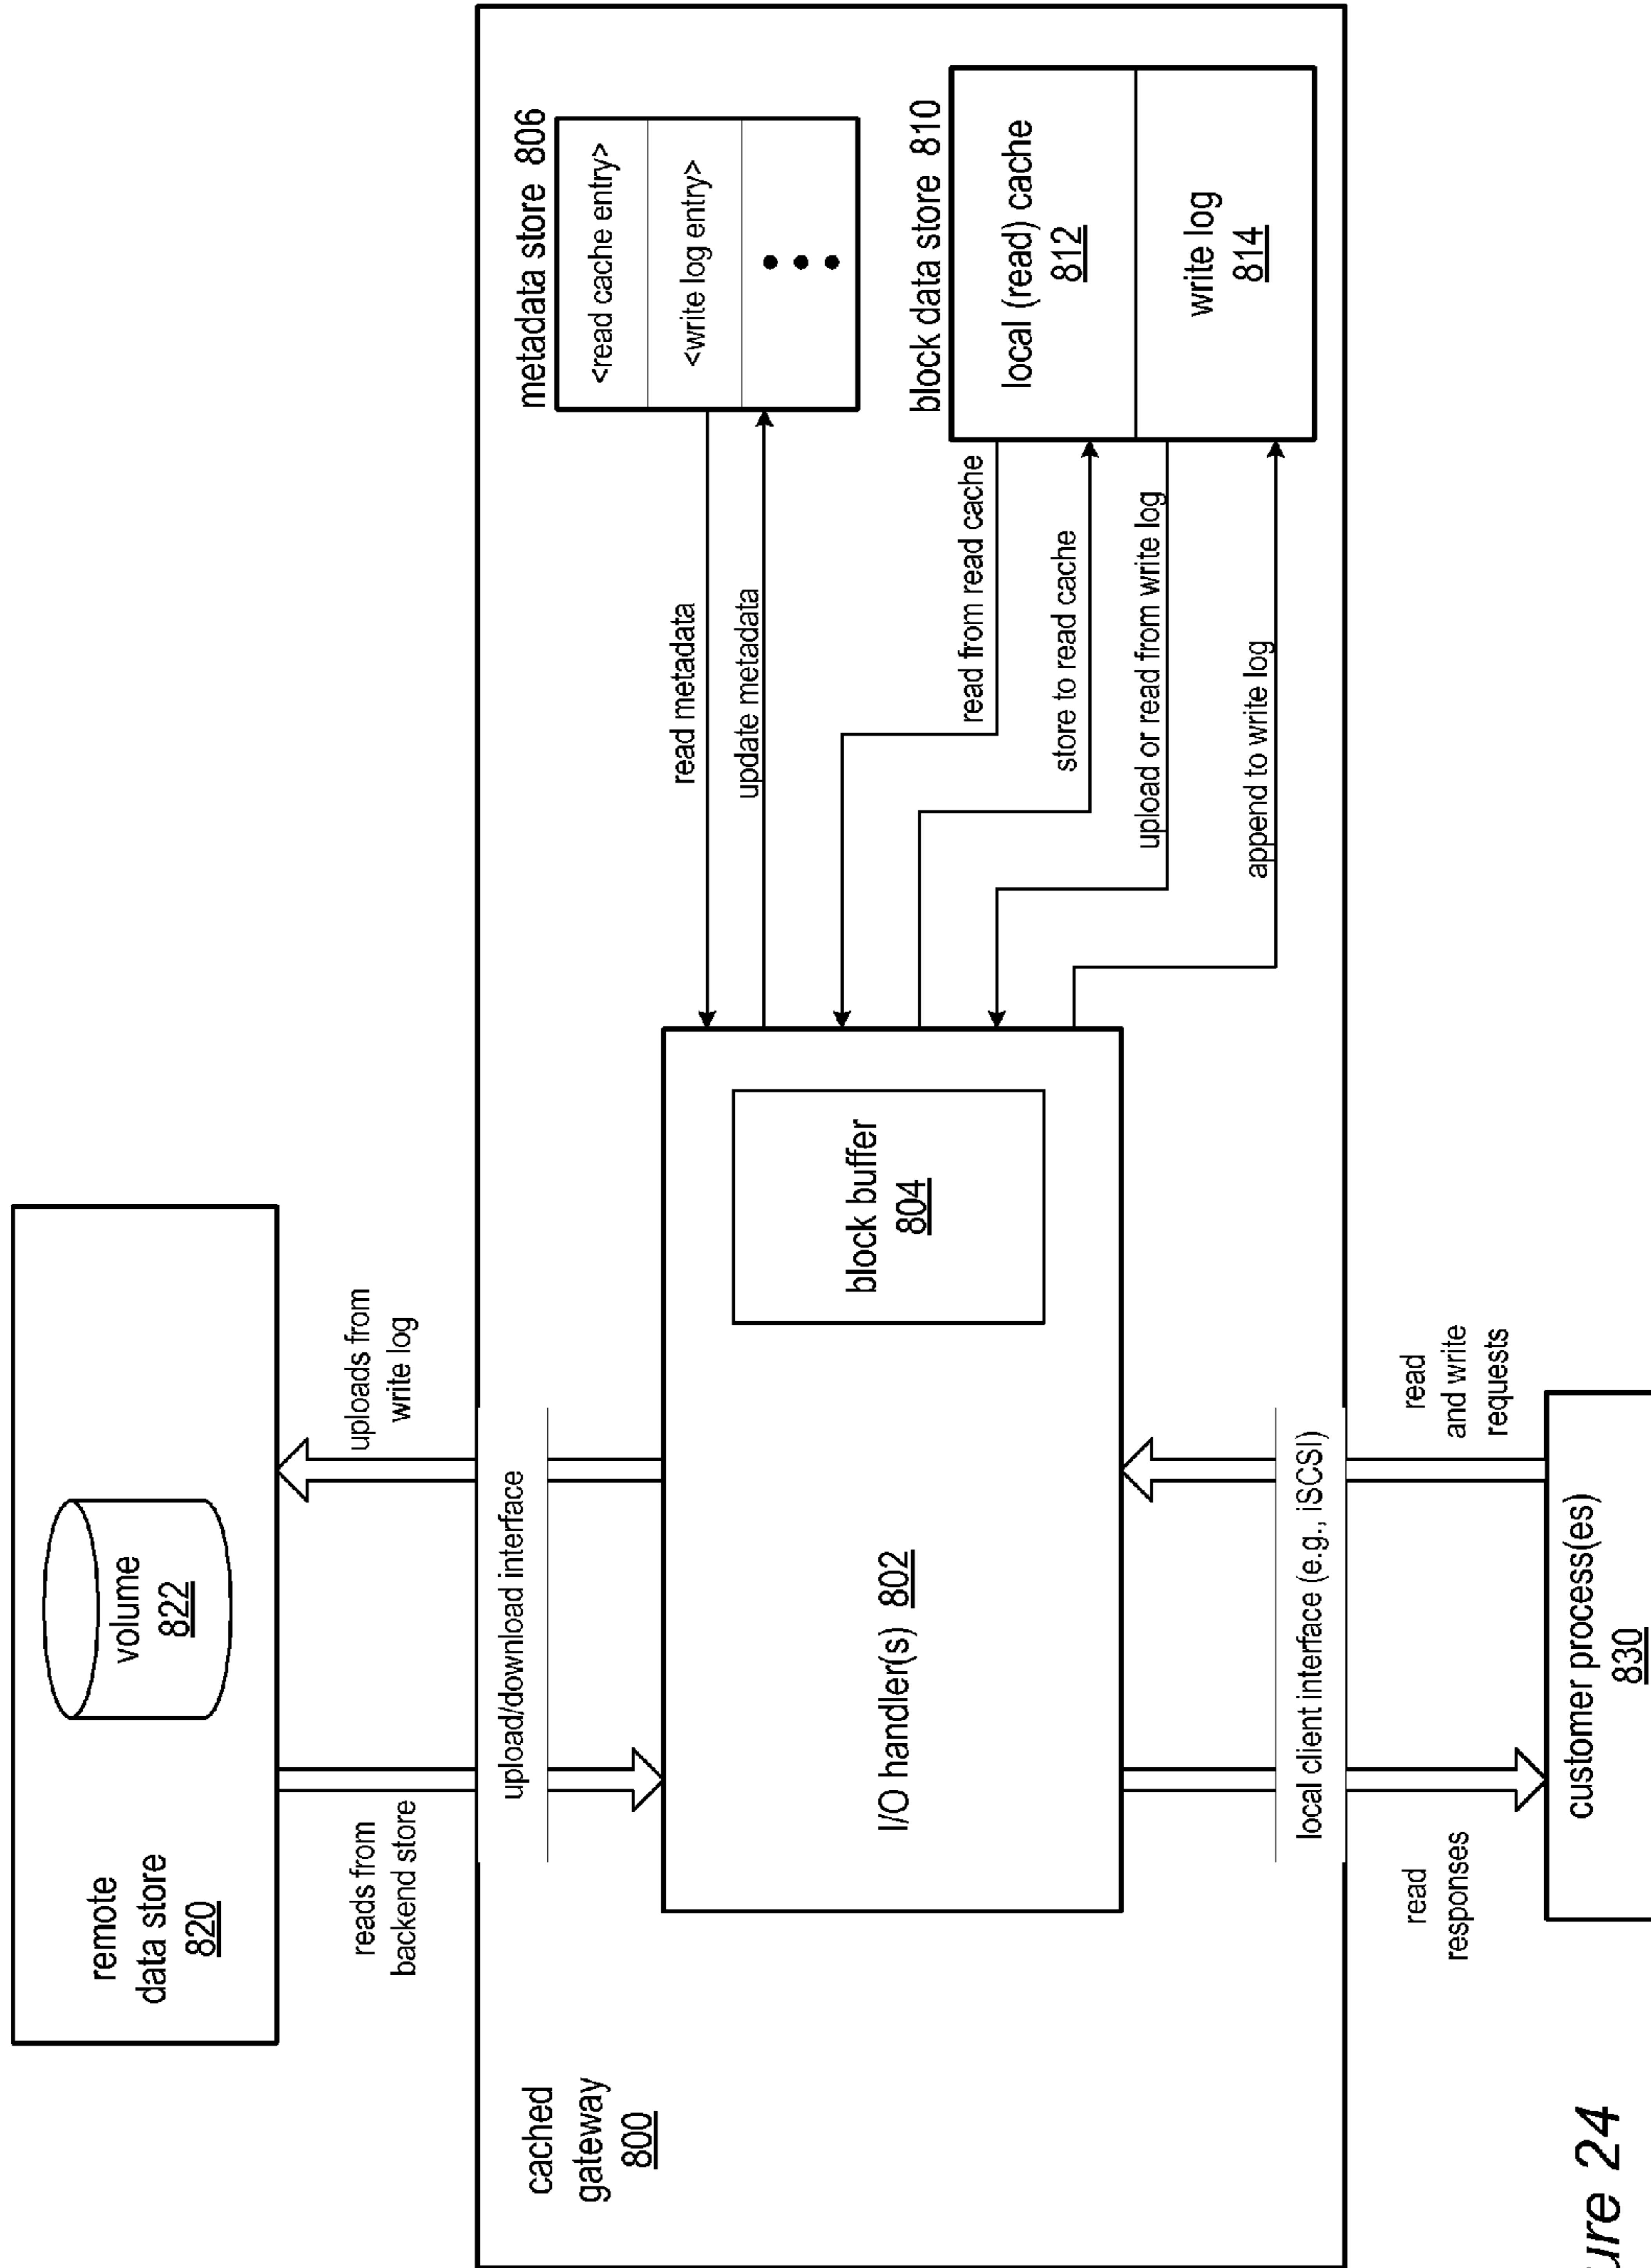 remote
data store
820
volume
822
reads from
backend store
uploads from
write log
cached
gateway
800
upload/download interface
I/O handler(s) 802
block buffer
804
local client interface (e.g., iSCSI)
read metadata
update metadata
read from read cache
store to read cache
upload or read from write log
append to write log
metadata store 806
<read cache entry>
<write log entry>
block data store 810
local (read) cache
812
write log
814
read
responses
read
and write
requests
customer process(es)
830
24